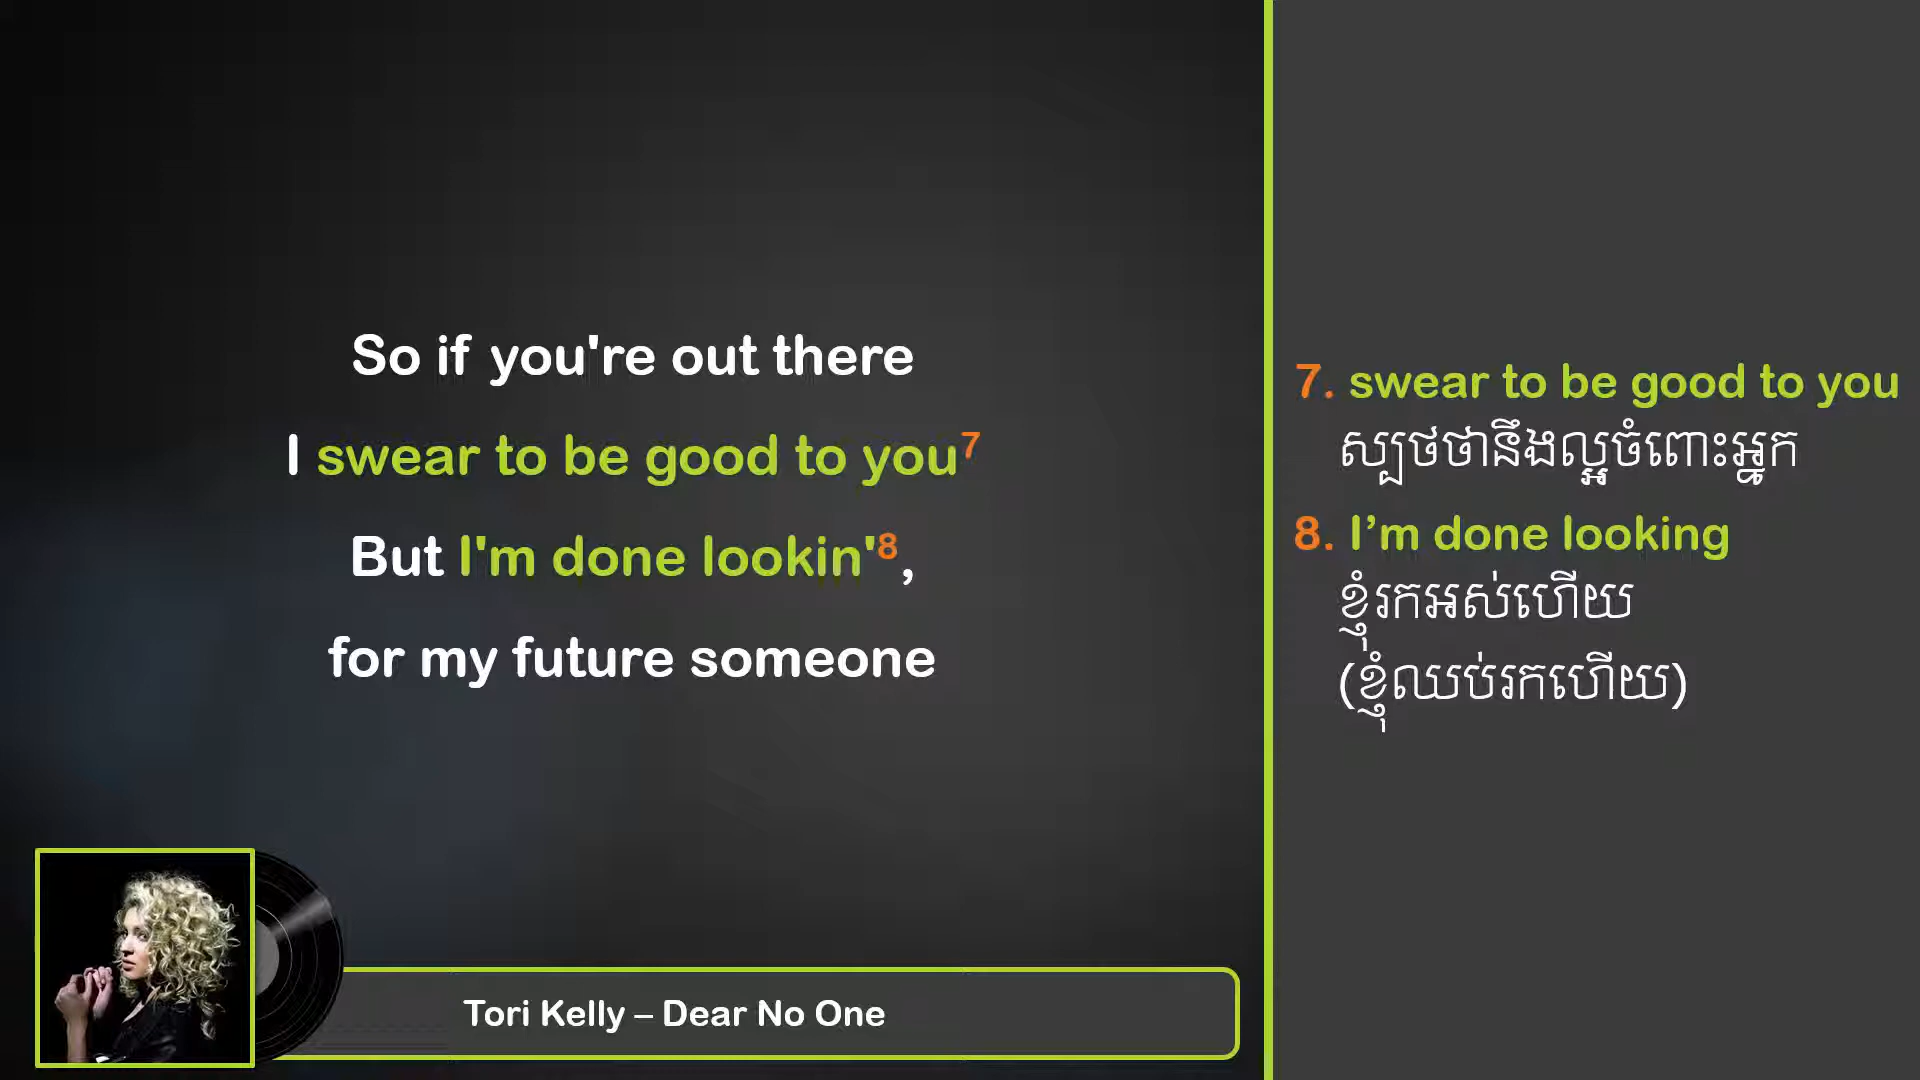 So if you're out there
I swear to be good to you7
But I'm done lookin'8,
for my future someone
7. swear to be good to you
ស្បថថានឹងល្អចំពោះអ្នក
8. I’m done looking
ខ្ញុំរកអស់ហើយ
(ខ្ញុំឈប់រកហើយ)
Tori Kelly – Dear No One